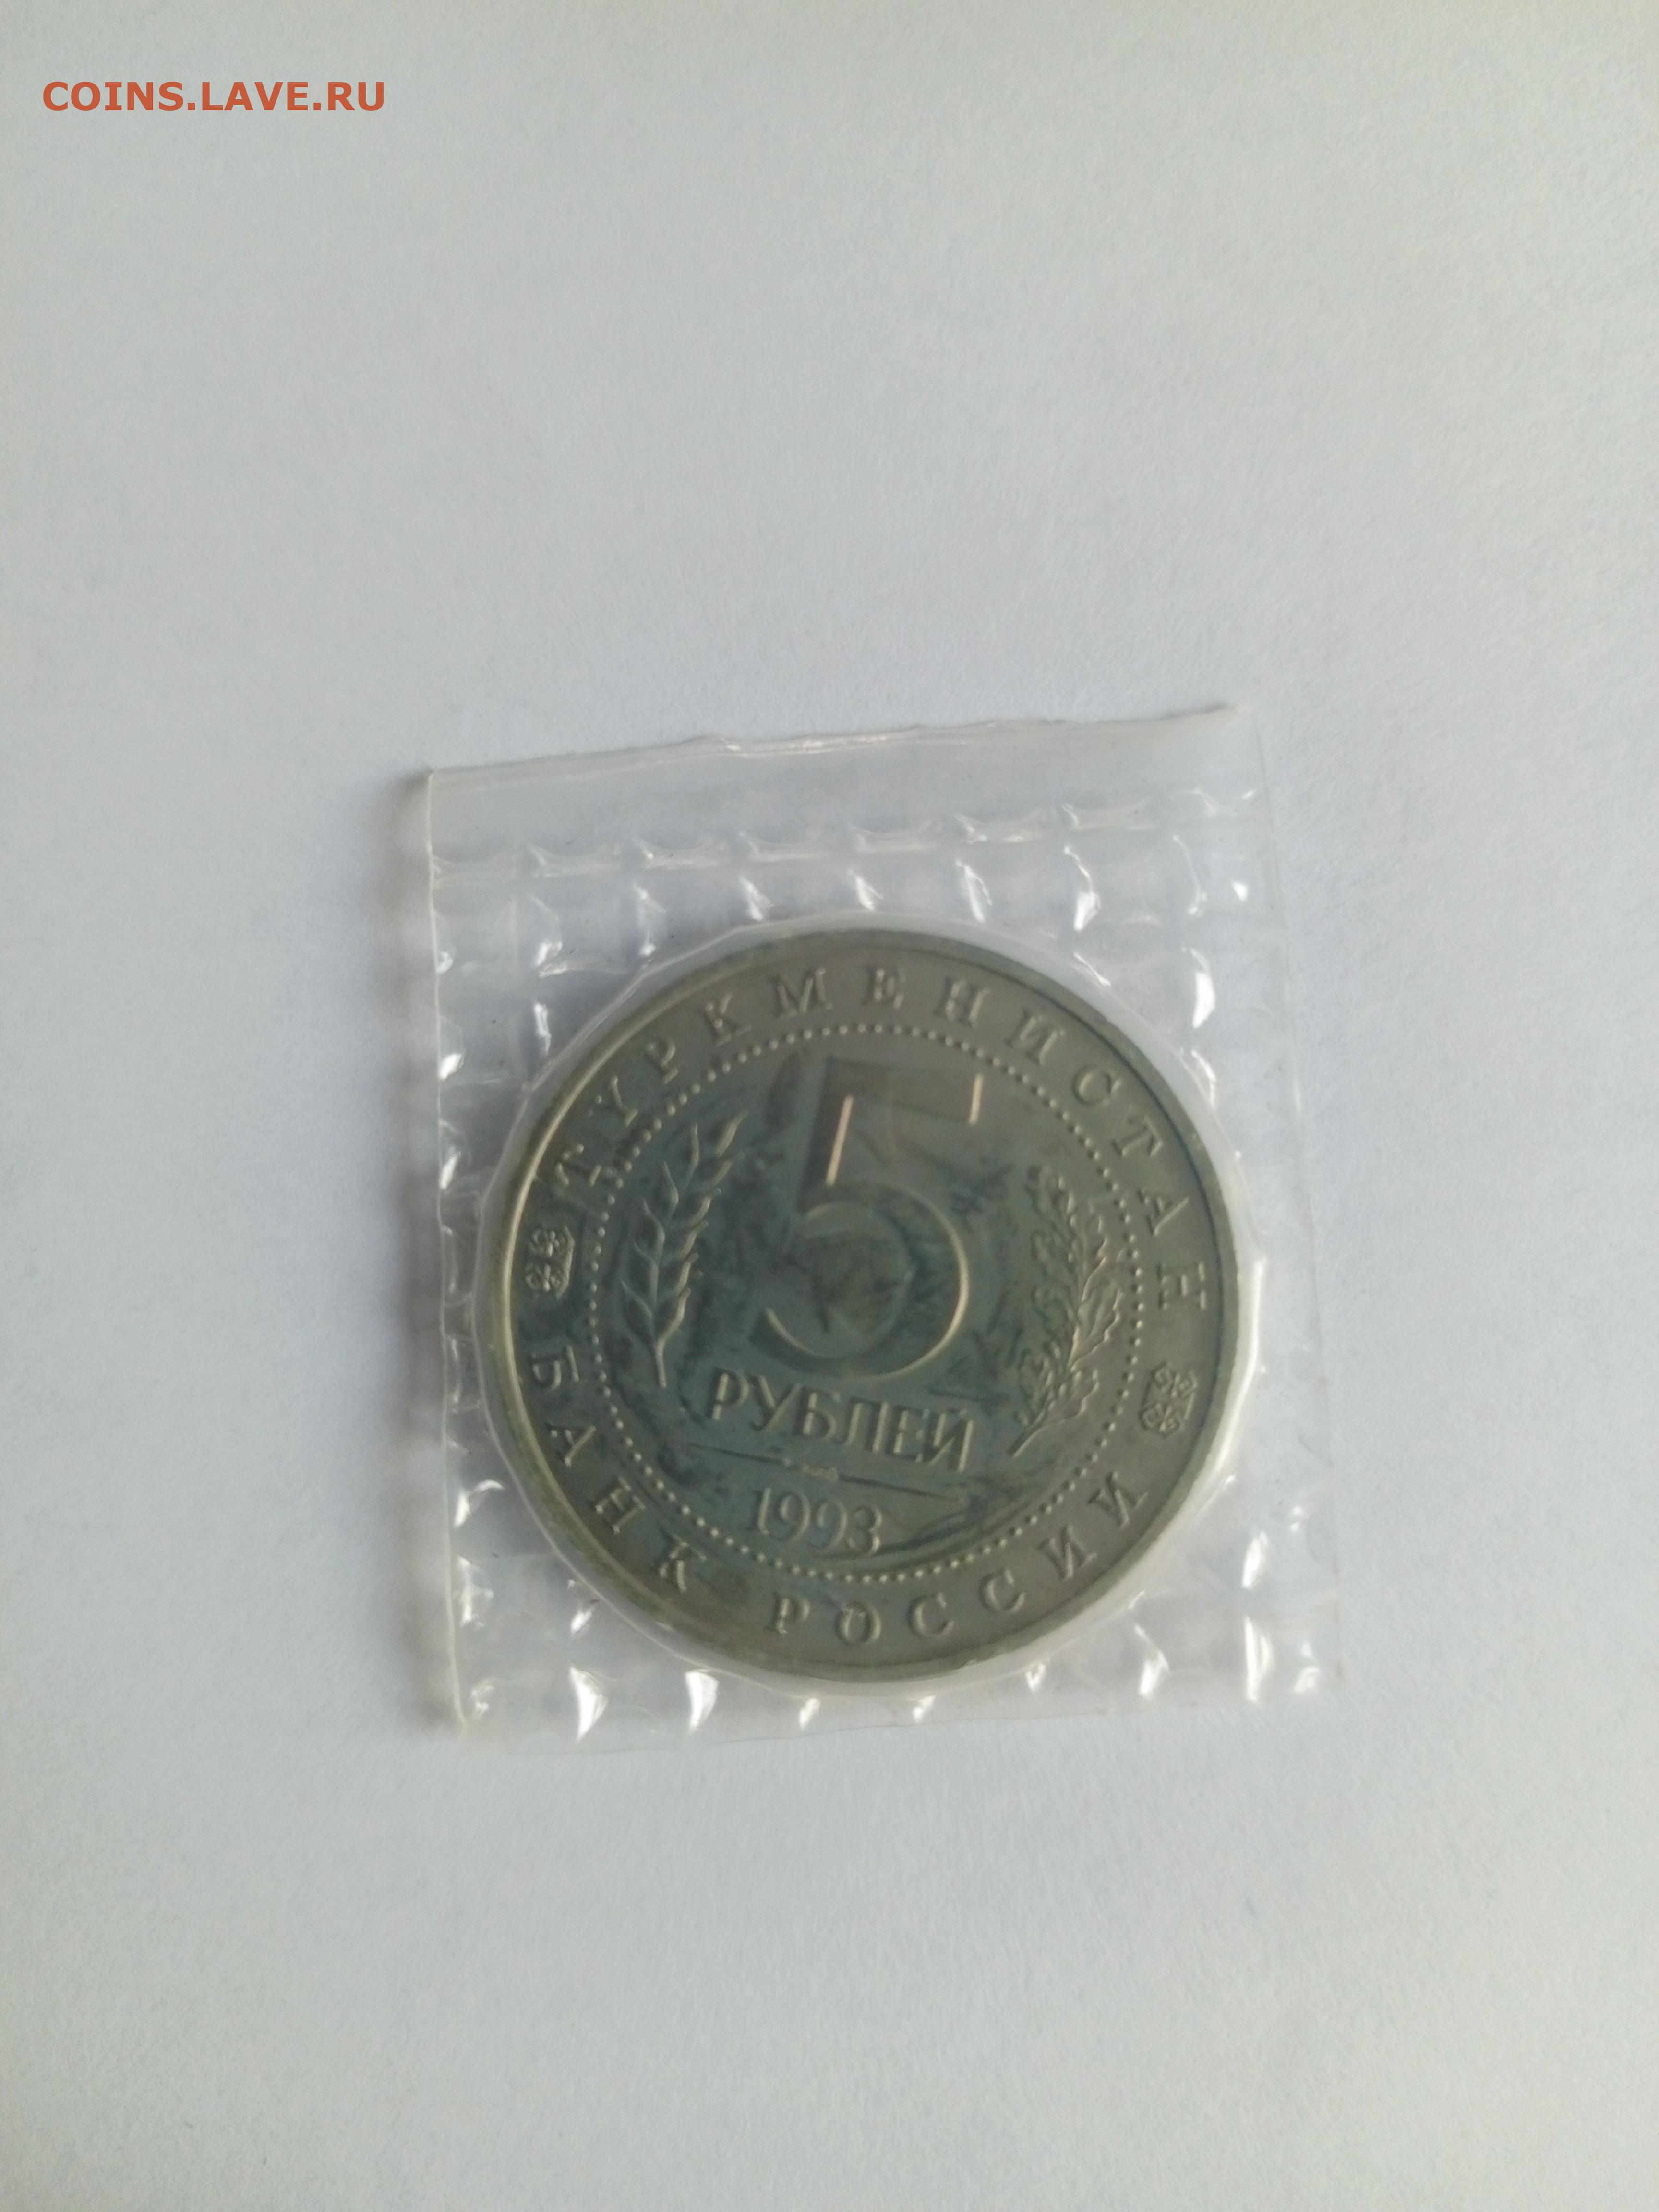 COINS.LAVE.RU
ТУРКМЕНИСТАН
5
РУБЛЕЙ
1993
БАНК РОССИИ